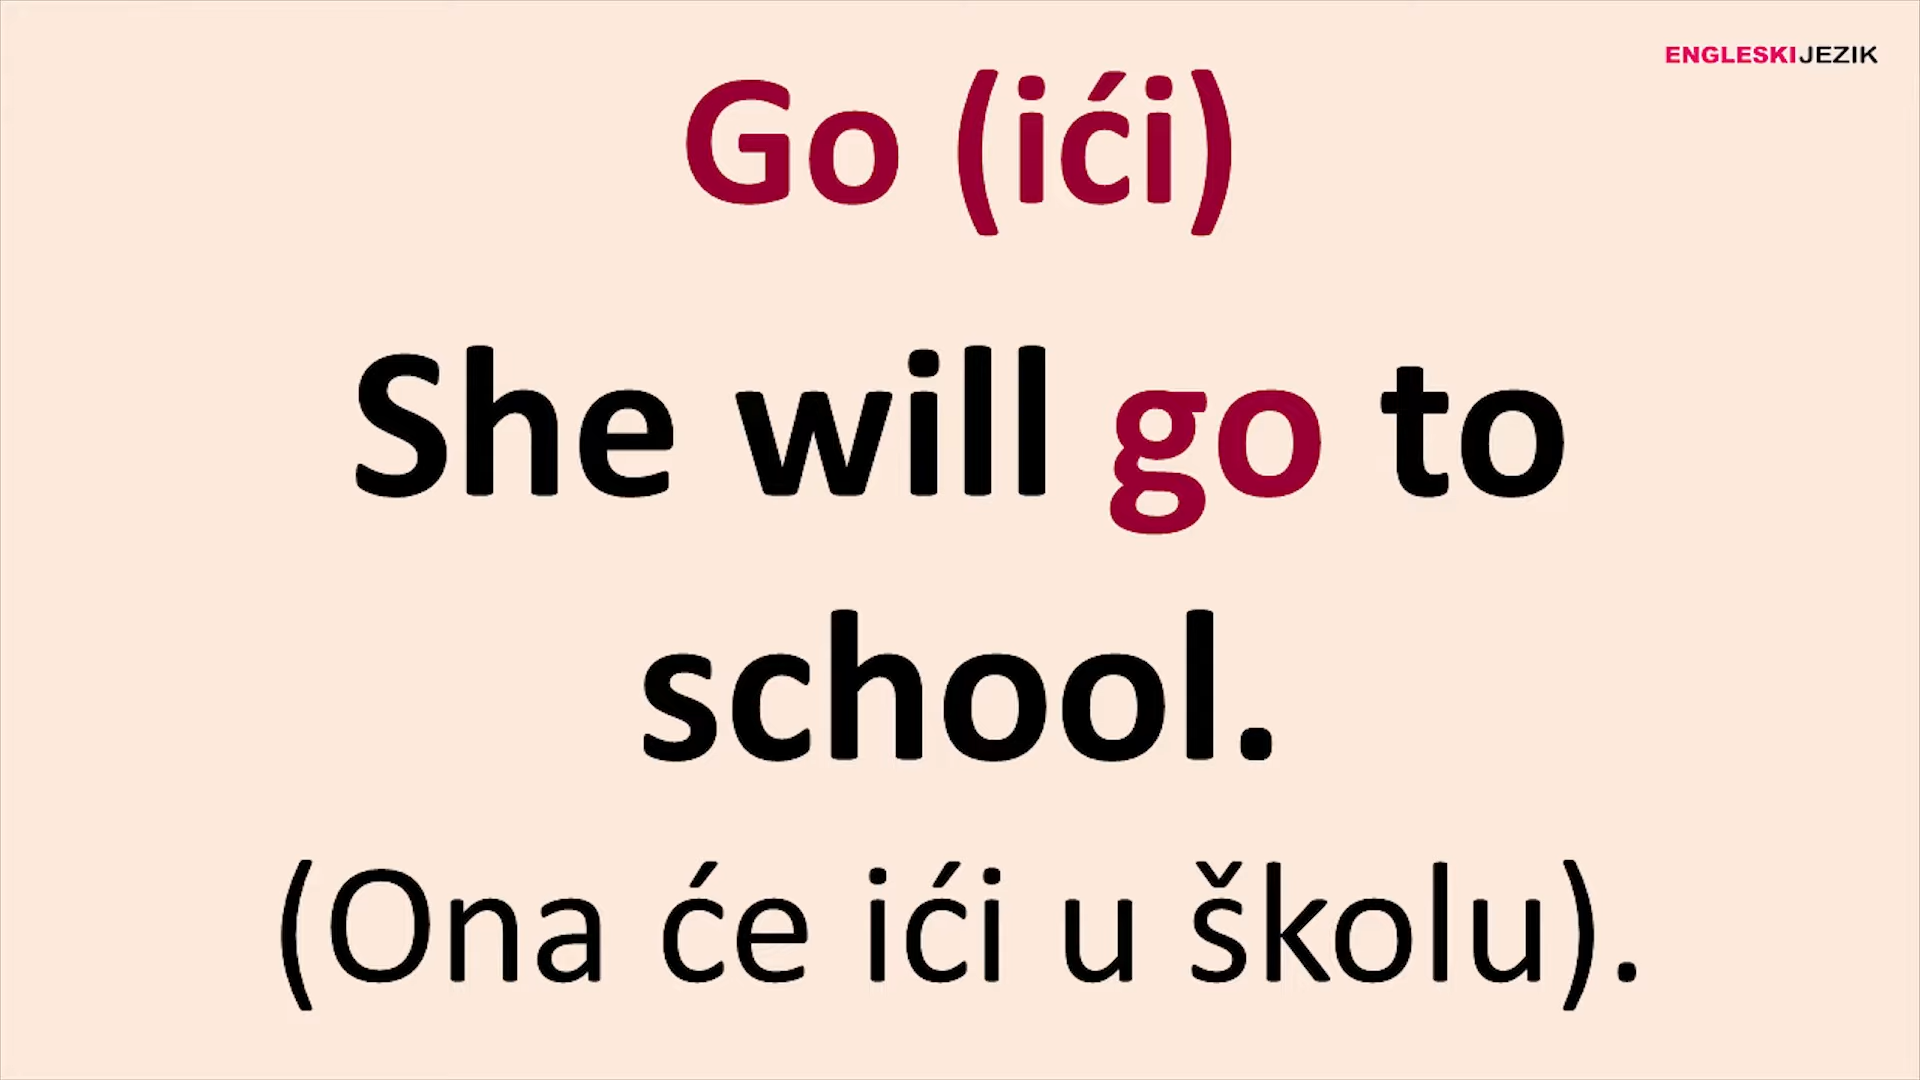 ENGLESKIJEZIK
Go (ići)
She will go to
school.
(Ona će ići u školu).